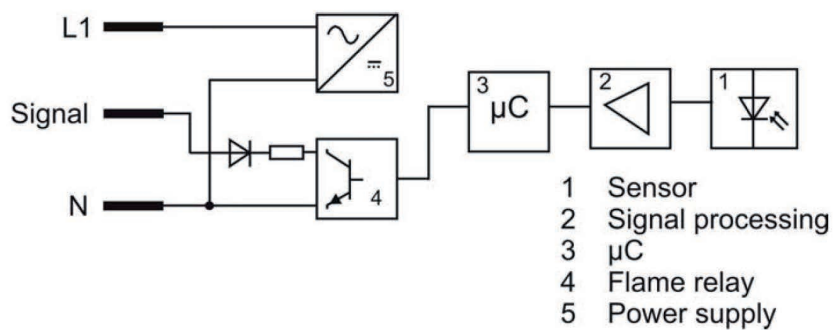 L1
5
3
µC
2
1
Signal
4
N
1 Sensor
2 Signal processing
3 µC
4 Flame relay
5 Power supply